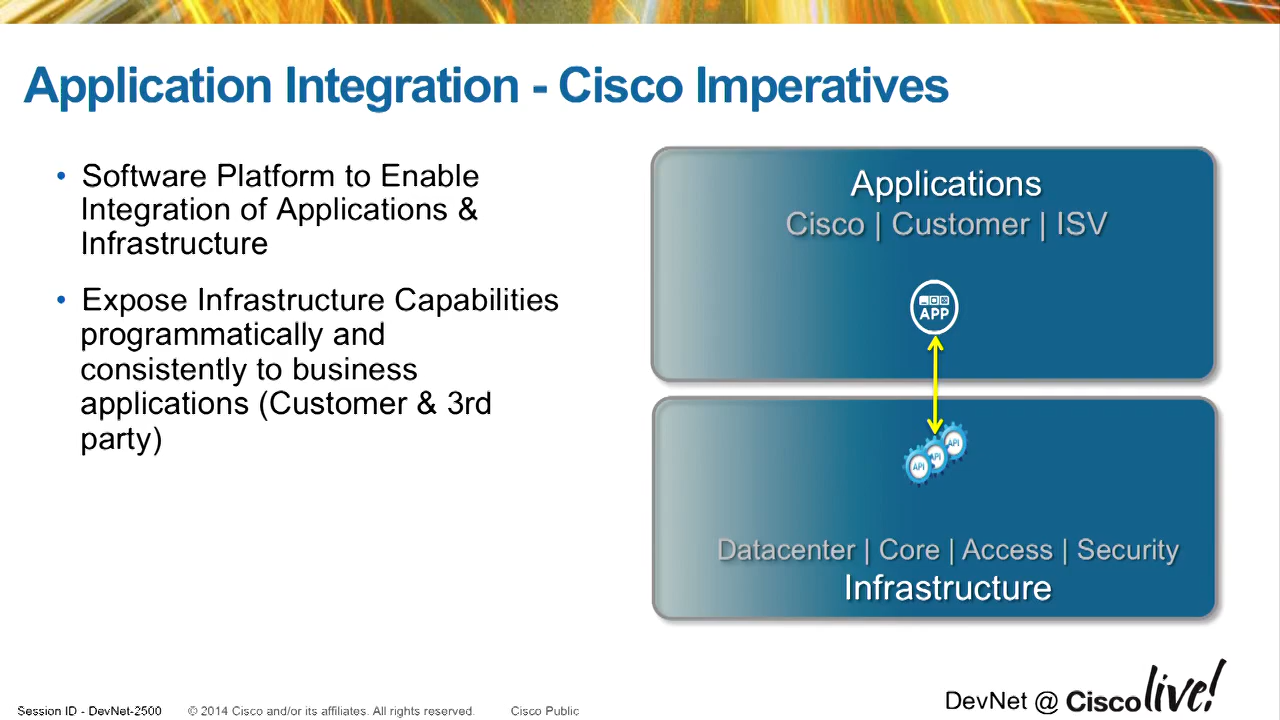 Application Integration - Cisco Imperatives
• Software Platform to Enable
Integration of Applications &
Infrastructure
• Expose Infrastructure Capabilities
programmatically and
consistently to business
applications (Customer & 3rd
party)
Applications
Cisco | Customer | ISV
APP
API
API
API
Datacenter | Core | Access | Security
Infrastructure
DevNet @ Cisco live!
Session ID - DevNet-2500 © 2014 Cisco and/or its affiliates. All rights reserved. Cisco Public